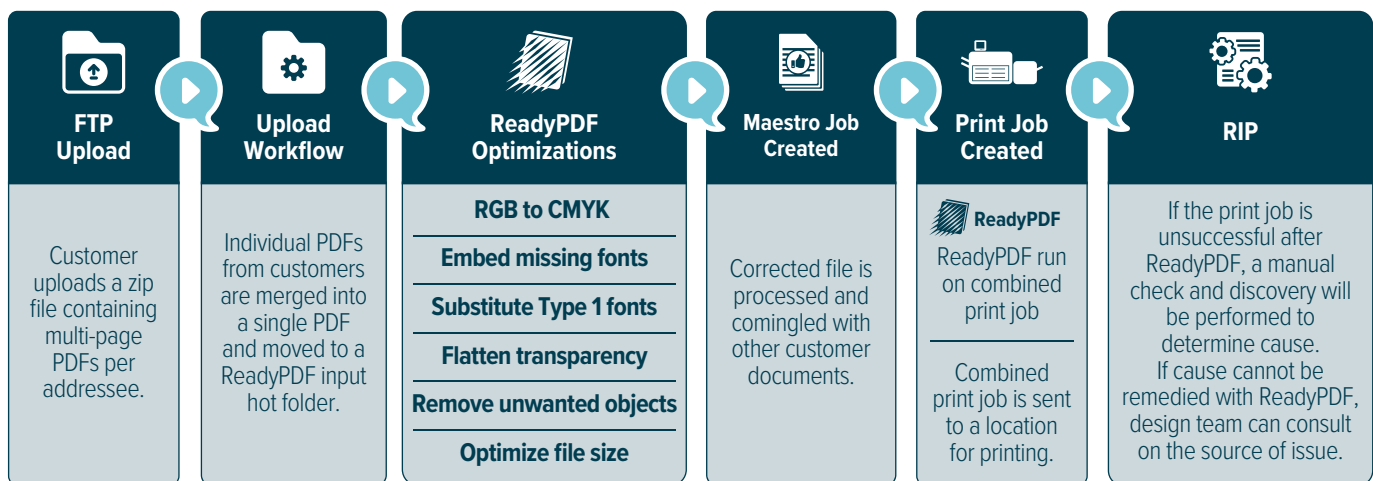 FTP
Upload
Customer
uploads a zip
file containing
multi-page
PDFs per
addressee.
Upload
Workflow
Individual PDFs
from customers
are merged into
a single PDF
and moved to a
ReadyPDF input
hot folder.
ReadyPDF
Optimizations
RGB to CMYK
Embed missing fonts
Substitute Type 1 fonts
Flatten transparency
Remove unwanted objects
Optimize file size
Maestro Job
Created
Corrected file is
processed and
comingled with
other customer
documents.
Print Job
Created
ReadyPDF
ReadyPDF run
on combined
print job
Combined
print job is sent
to a location
for printing.
RIP
If the print job is
unsuccessful after
ReadyPDF, a manual
check and discovery will
be performed to
determine cause.
If cause cannot be
remedied with ReadyPDF,
design team can consult
on the source of issue.